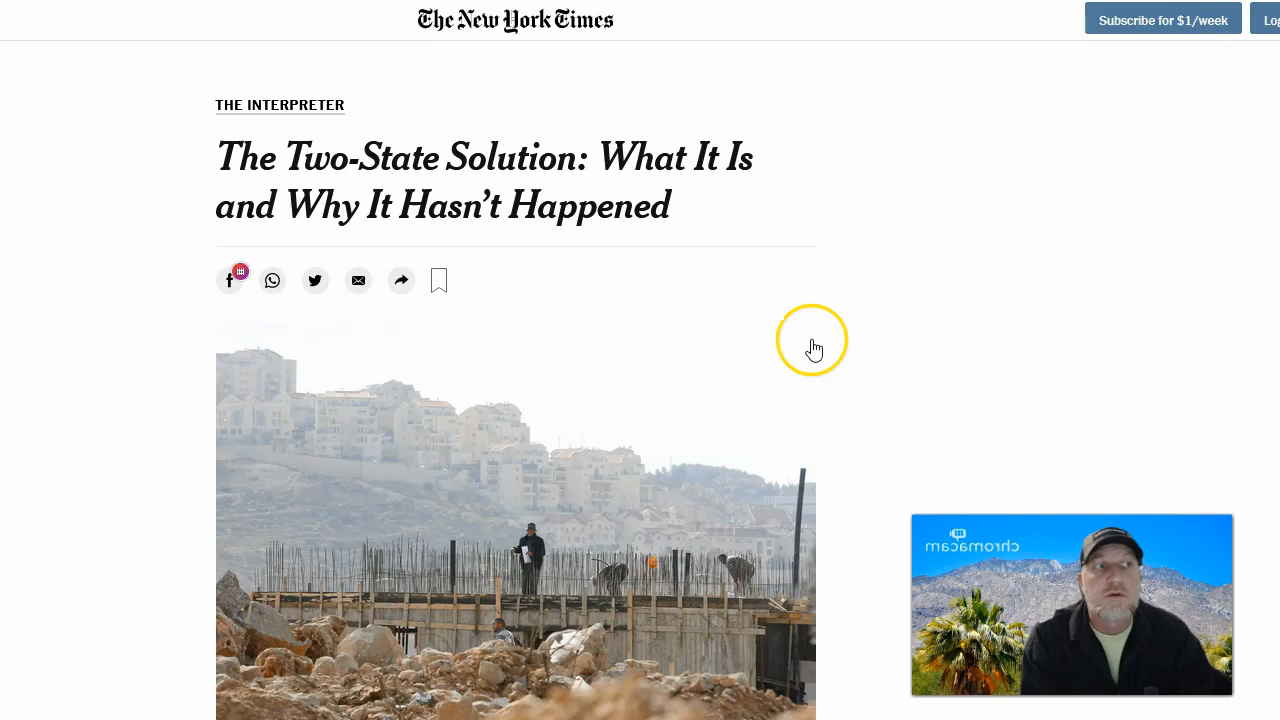 The New York Times
Subscribe for $1/week
Log
THE INTERPRETER
The Two-State Solution: What It Is
and Why It Hasn't Happened
chromacam